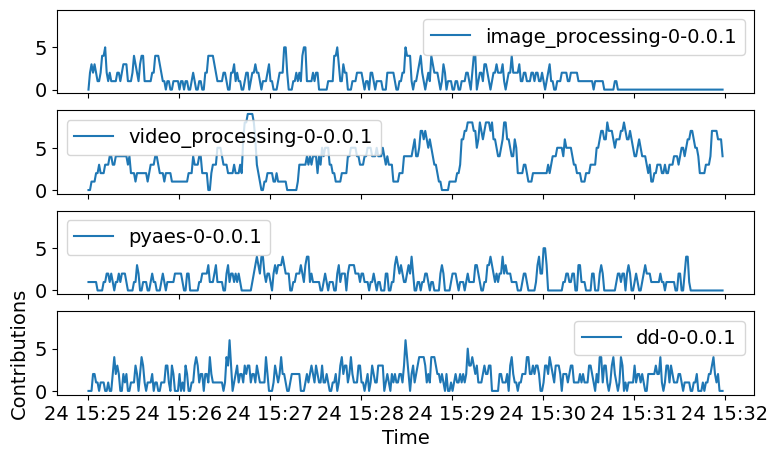 5
0
image_processing-0-0.0.1
5
0
video_processing-0-0.0.1
5
0
pyaes-0-0.0.1
5
0
dd-0-0.0.1
Contributions
24 15:25 24 15:26 24 15:27 24 15:28 24 15:29 24 15:30 24 15:31 24 15:32
Time